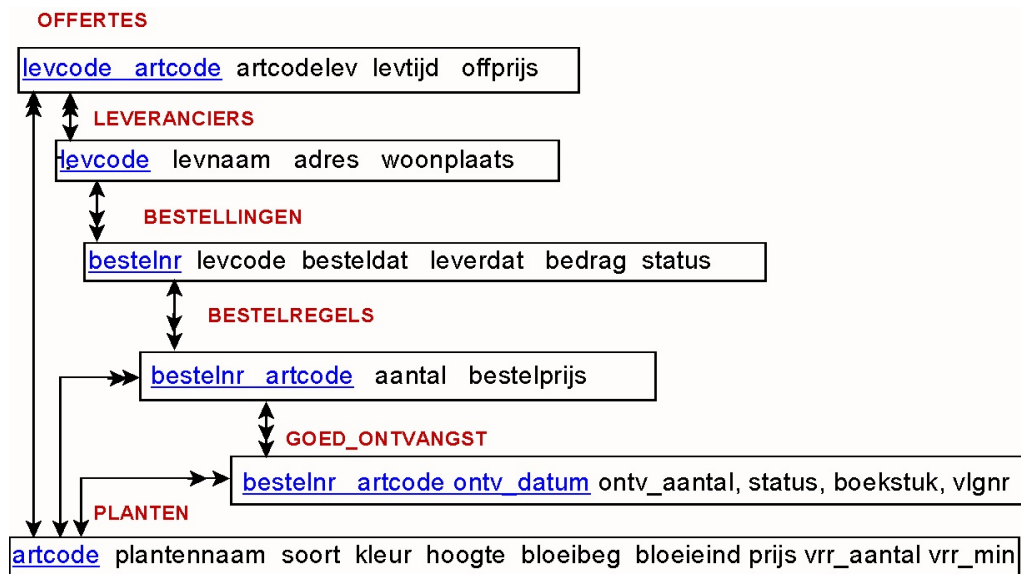 OFFERTES
levcode artcode artcodelev levtijd offprijs
LEVERANCIERS
levcode levnaam adres woonplaats
BESTELLINGEN
bestelnr levcode besteldat leverdat bedrag status
BESTELREGELS
bestelnr artcode aantal bestelprijs
GOED_ONTVANGST
bestelnr artcode ontv_datum ontv_aantal, status, boekstuk, vlgnr
PLANTEN
artcode plantennaam soort kleur hoogte bloeibeg bloeieind prijs vrr_aantal vrr_min